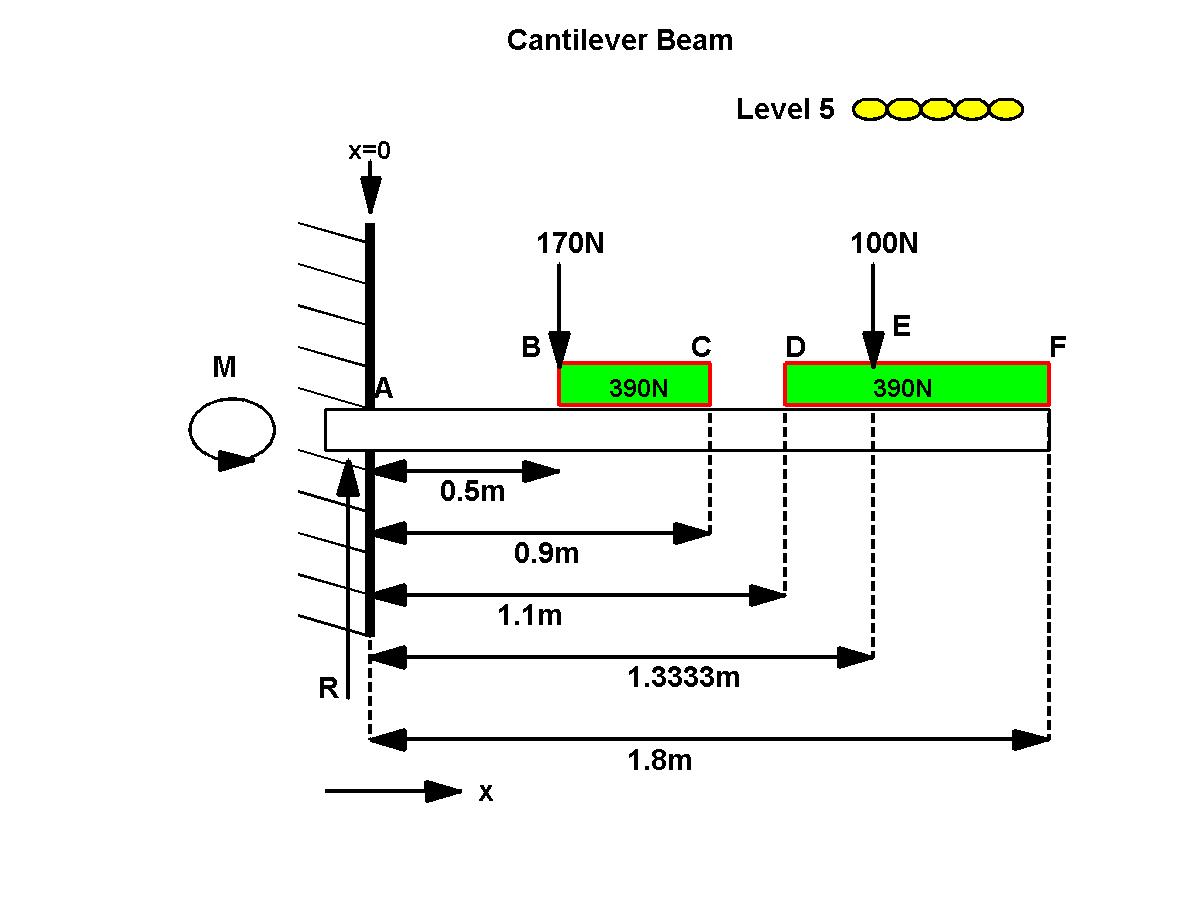 Cantilever Beam
Level 5
x=0
170N
100N
E
B
C
D
F
M
A
390N
390N
0.5m
0.9m
1.1m
1.3333m
R
1.8m
x